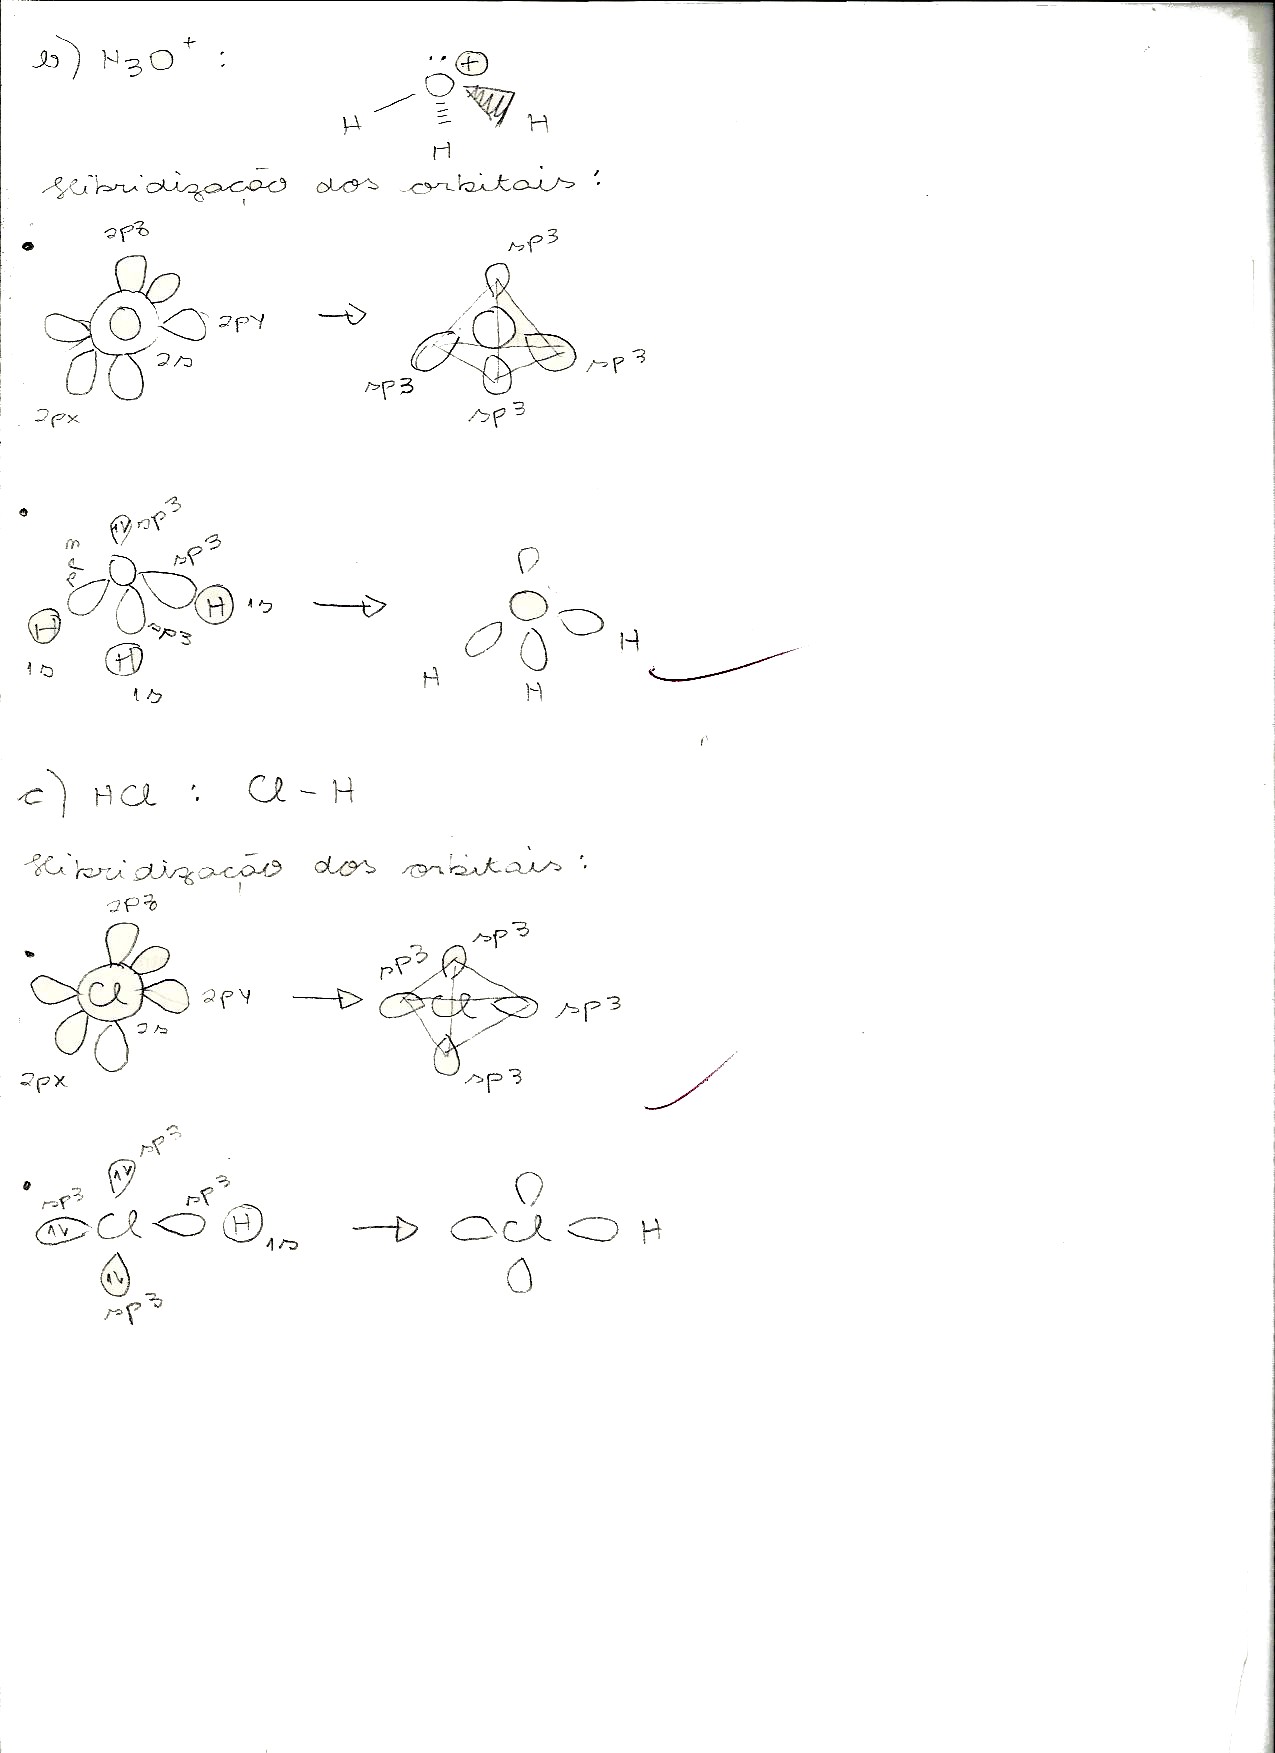 b) H3O+ :
:O +
H H
H
Hibridização dos orbitais:
2pz sp3
O 2py → O
2s sp3 sp3
2px sp3
↑↓ sp3
sp3 O sp3
H H 1s →
sp3
1s H H H
1s H
c) HCl : Cl - H
Hibridização dos orbitais:
2pz sp3
sp3
Cl 2py → Cl sp3
2s
2px sp3
↑↓ sp3
sp3 sp3
↑↓ Cl H 1s → Cl H
↑↓
sp3